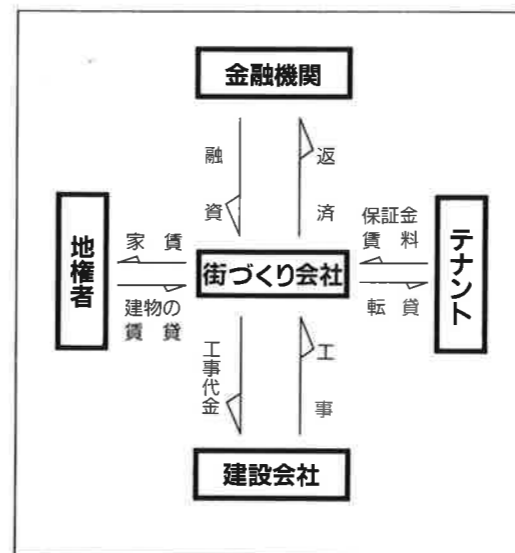 金融機関
融資
返済
地権者
家賃
建物の
賃貸
街づくり会社
保証金
賃料
転貸
テナント
工事代金
工事
建設会社